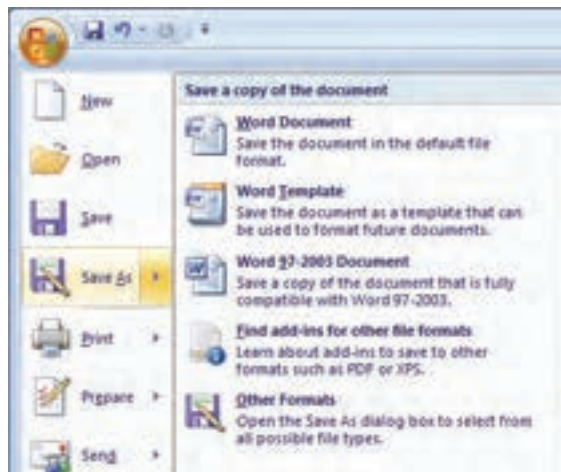 Save a copy of the document
New
Word Document
Save the document in the default file
format.
Open
Word Template
Save the document as a template that can
be used to format future documents.
Save
Word 97-2003 Document
Save a copy of the document that is fully
compatible with Word 97-2003.
Save As
Find add-ins for other file formats
Learn about add-ins to save to other
formats such as PDF or XPS.
Print
Other Formats
Open the Save As dialog box to select from
all possible file types.
Prepare
Send